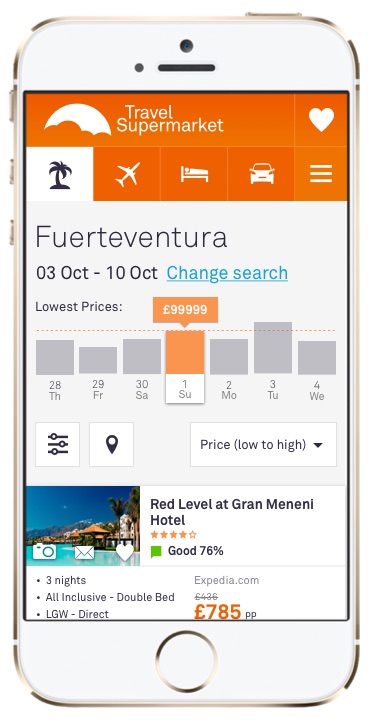 Travel
Supermarket
Fuerteventura
03 Oct - 10 Oct Change search
Lowest Prices:
£99999
28 29 30 1 2 3 4
Th Fr Sa Su Mo Tu We
Price (low to high)
Red Level at Gran Meneni
Hotel
Good 76%
• 3 nights
Expedia.com
• All Inclusive - Double Bed
£436
• LGW - Direct
£785 pp